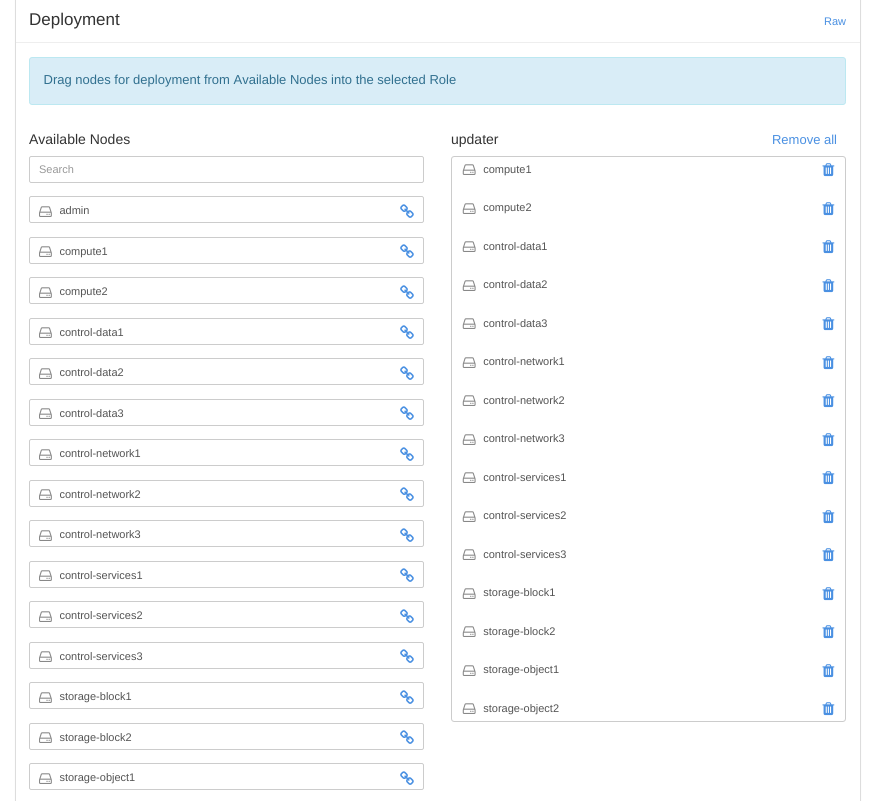 Deployment
Raw
Drag nodes for deployment from Available Nodes into the selected Role
Available Nodes
Search
admin
compute1
compute2
control-data1
control-data2
control-data3
control-network1
control-network2
control-network3
control-services1
control-services2
control-services3
storage-block1
storage-block2
storage-object1
updater
Remove all
compute1
compute2
control-data1
control-data2
control-data3
control-network1
control-network2
control-network3
control-services1
control-services2
control-services3
storage-block1
storage-block2
storage-object1
storage-object2